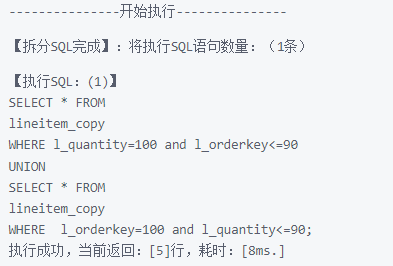 ---------------开始执行---------------
【拆分SQL完成】：将执行SQL语句数量：（1条）
【执行SQL：(1)】
SELECT * FROM
lineitem_copy
WHERE l_quantity=100 and l_orderkey<=90
UNION
SELECT * FROM
lineitem_copy
WHERE  l_orderkey=100 and l_quantity<=90;
执行成功，当前返回：[5]行，耗时：[8ms.]